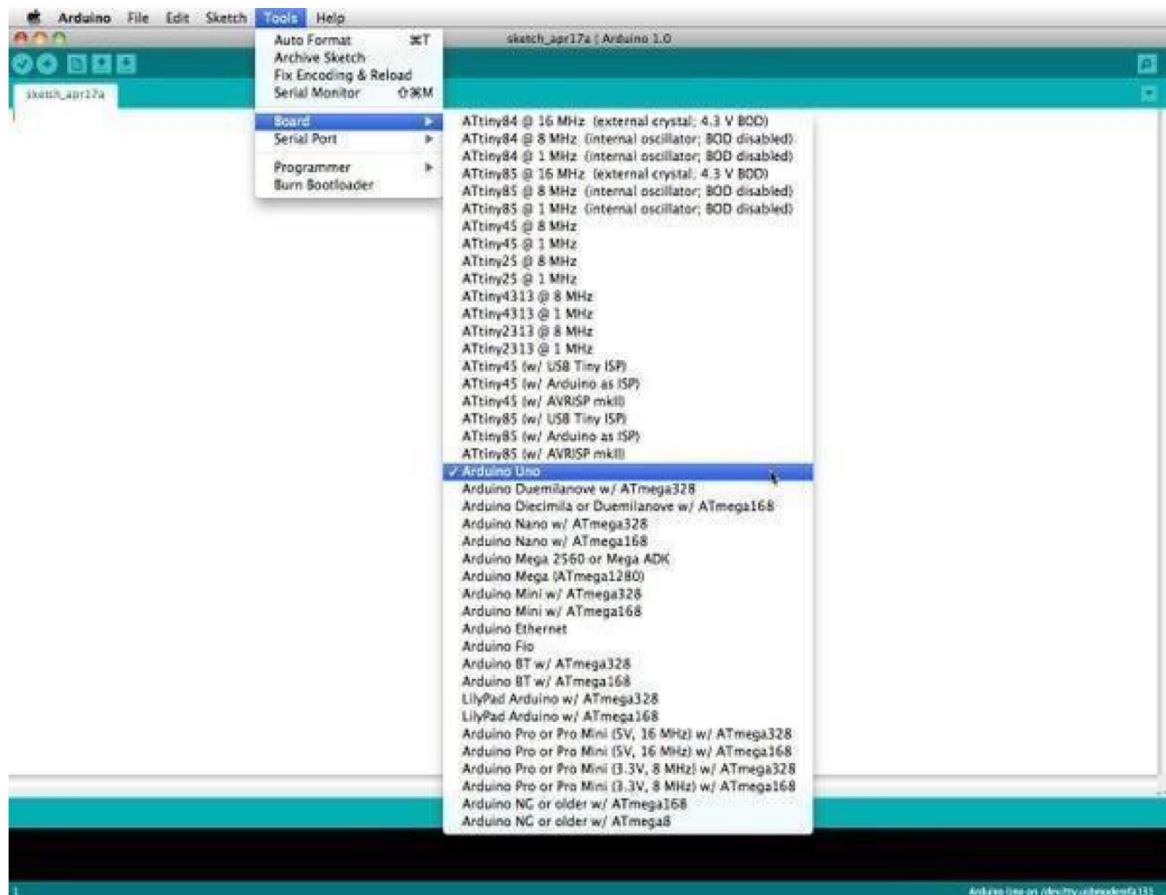 Arduino File Edit Sketch Tools Help
sketch_apr17a | Arduino 1.0
sketch_apr17a
Auto Format ⌘T
Archive Sketch
Fix Encoding & Reload
Serial Monitor ⇧⌘M
Board
Serial Port
Programmer
Burn Bootloader
ATtiny84 @ 16 MHz (external crystal; 4.3 V BOD)
ATtiny84 @ 8 MHz (internal oscillator; BOD disabled)
ATtiny84 @ 1 MHz (internal oscillator; BOD disabled)
ATtiny85 @ 16 MHz (external crystal; 4.3 V BOD)
ATtiny85 @ 8 MHz (internal oscillator; BOD disabled)
ATtiny85 @ 1 MHz (internal oscillator; BOD disabled)
ATtiny45 @ 8 MHz
ATtiny45 @ 1 MHz
ATtiny25 @ 8 MHz
ATtiny25 @ 1 MHz
ATtiny4313 @ 8 MHz
ATtiny4313 @ 1 MHz
ATtiny2313 @ 8 MHz
ATtiny2313 @ 1 MHz
ATtiny45 (w/ USB Tiny ISP)
ATtiny45 (w/ Arduino as ISP)
ATtiny45 (w/ AVRISP mkII)
ATtiny85 (w/ USB Tiny ISP)
ATtiny85 (w/ Arduino as ISP)
ATtiny85 (w/ AVRISP mkII)
✓ Arduino Uno
Arduino Duemilanove w/ ATmega328
Arduino Diecimila or Duemilanove w/ ATmega168
Arduino Nano w/ ATmega328
Arduino Nano w/ ATmega168
Arduino Mega 2560 or Mega ADK
Arduino Mega (ATmega1280)
Arduino Mini w/ ATmega328
Arduino Mini w/ ATmega168
Arduino Ethernet
Arduino Fio
Arduino BT w/ ATmega328
Arduino BT w/ ATmega168
LilyPad Arduino w/ ATmega328
LilyPad Arduino w/ ATmega168
Arduino Pro or Pro Mini (5V, 16 MHz) w/ ATmega328
Arduino Pro or Pro Mini (5V, 16 MHz) w/ ATmega168
Arduino Pro or Pro Mini (3.3V, 8 MHz) w/ ATmega328
Arduino Pro or Pro Mini (3.3V, 8 MHz) w/ ATmega168
Arduino NG or older w/ ATmega168
Arduino NG or older w/ ATmega8
1
Arduino Uno on